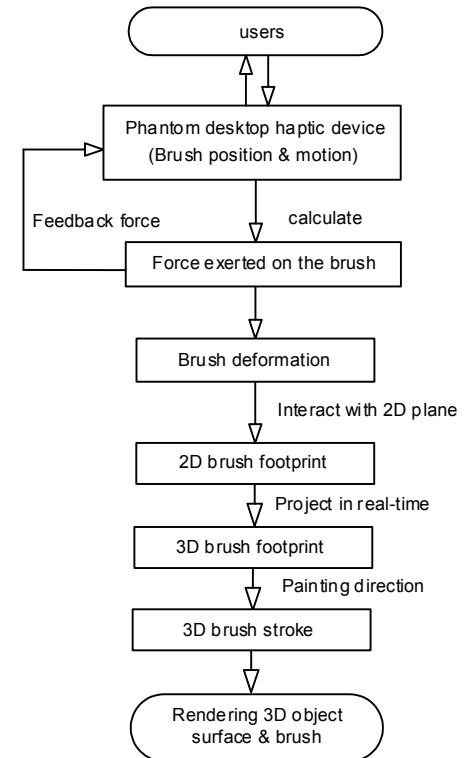 users
Phantom desktop haptic device
(Brush position & motion)
Feedback force
calculate
Force exerted on the brush
Brush deformation
Interact with 2D plane
2D brush footprint
Project in real-time
3D brush footprint
Painting direction
3D brush stroke
Rendering 3D object
surface & brush